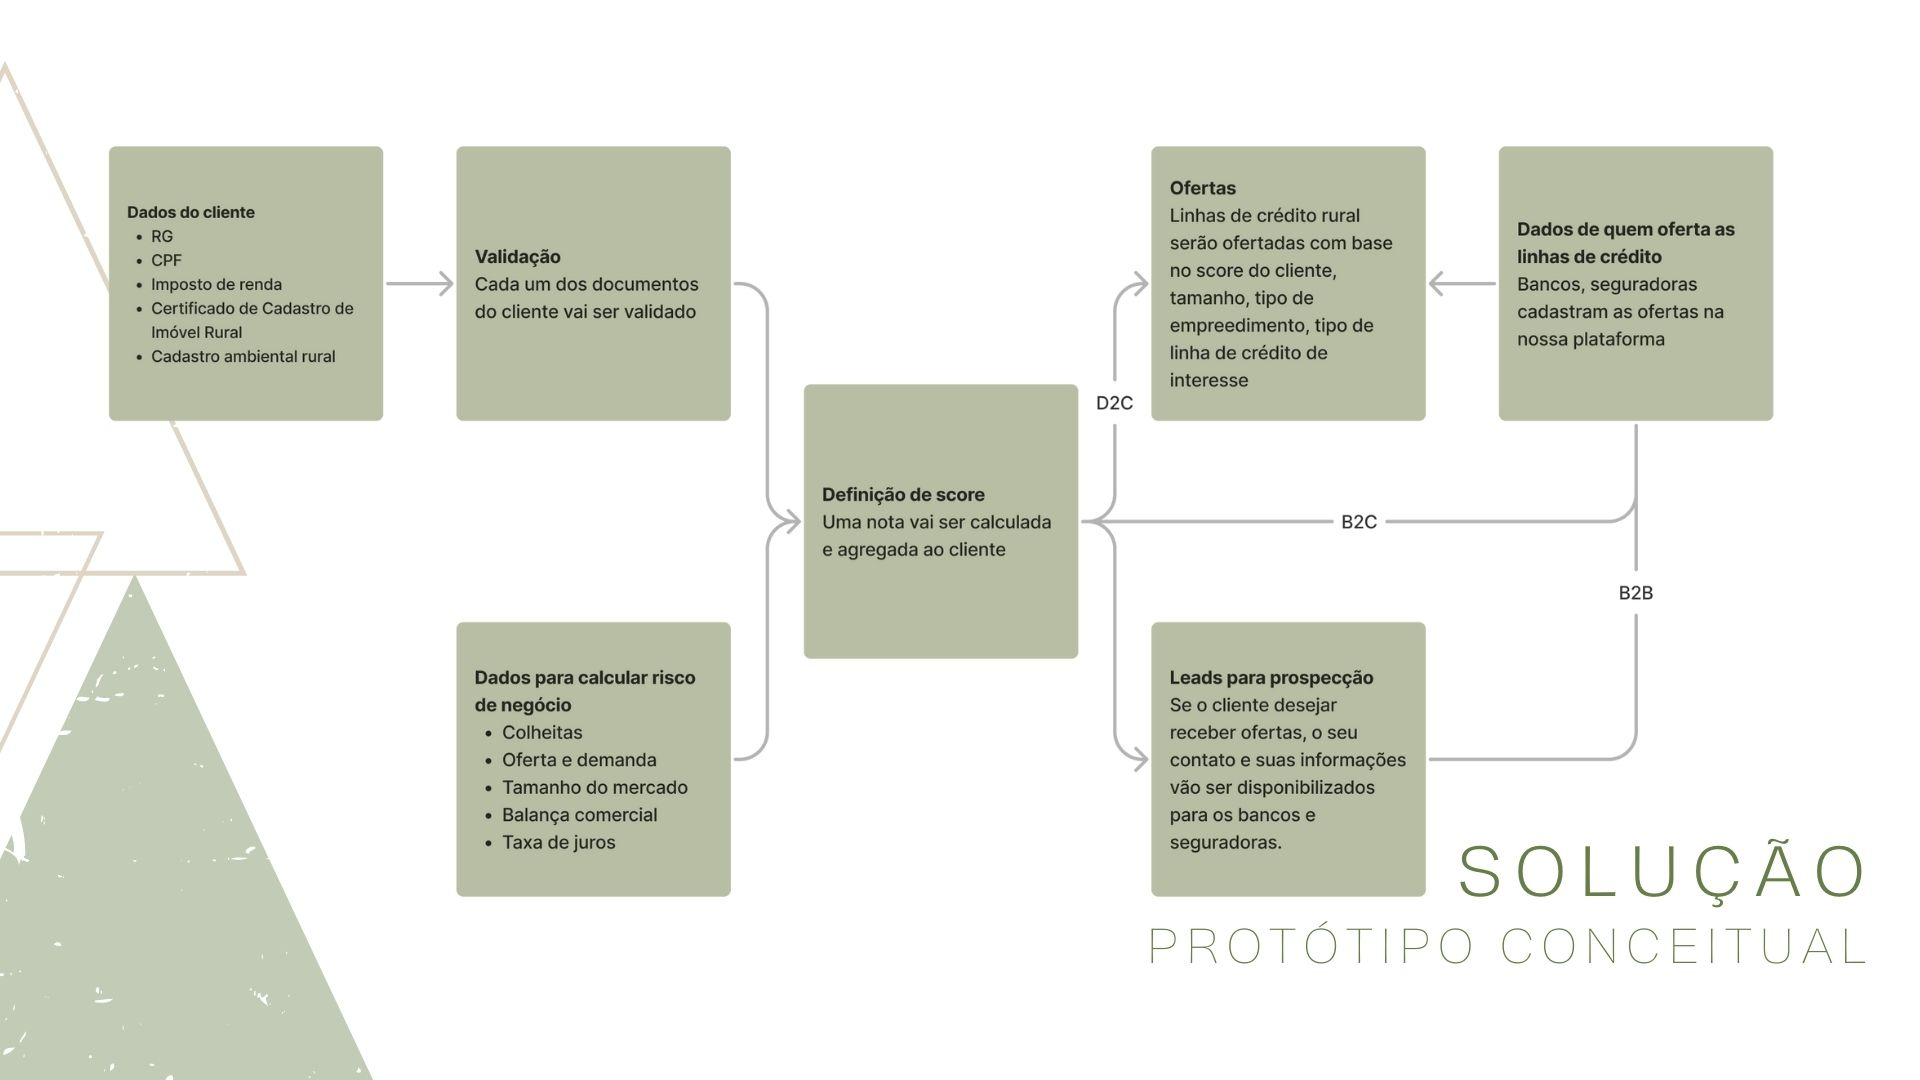 Dados do cliente
• RG
• CPF
• Imposto de renda
• Certificado de Cadastro de
Imóvel Rural
• Cadastro ambiental rural
Validação
Cada um dos documentos
do cliente vai ser validado
Dados para calcular risco
de negócio
• Colheitas
• Oferta e demanda
• Tamanho do mercado
• Balança comercial
• Taxa de juros
Definição de score
Uma nota vai ser calculada
e agregada ao cliente
D2C
Ofertas
Linhas de crédito rural
serão ofertadas com base
no score do cliente,
tamanho, tipo de
empreedimento, tipo de
linha de crédito de
interesse
Dados de quem oferta as
linhas de crédito
Bancos, seguradoras
cadastram as ofertas na
nossa plataforma
B2C
B2B
Leads para prospecção
Se o cliente desejar
receber ofertas, o seu
contato e suas informações
vão ser disponibilizados
para os bancos e
seguradoras.
SOLUÇÃO
PROTÓTIPO CONCEITUAL